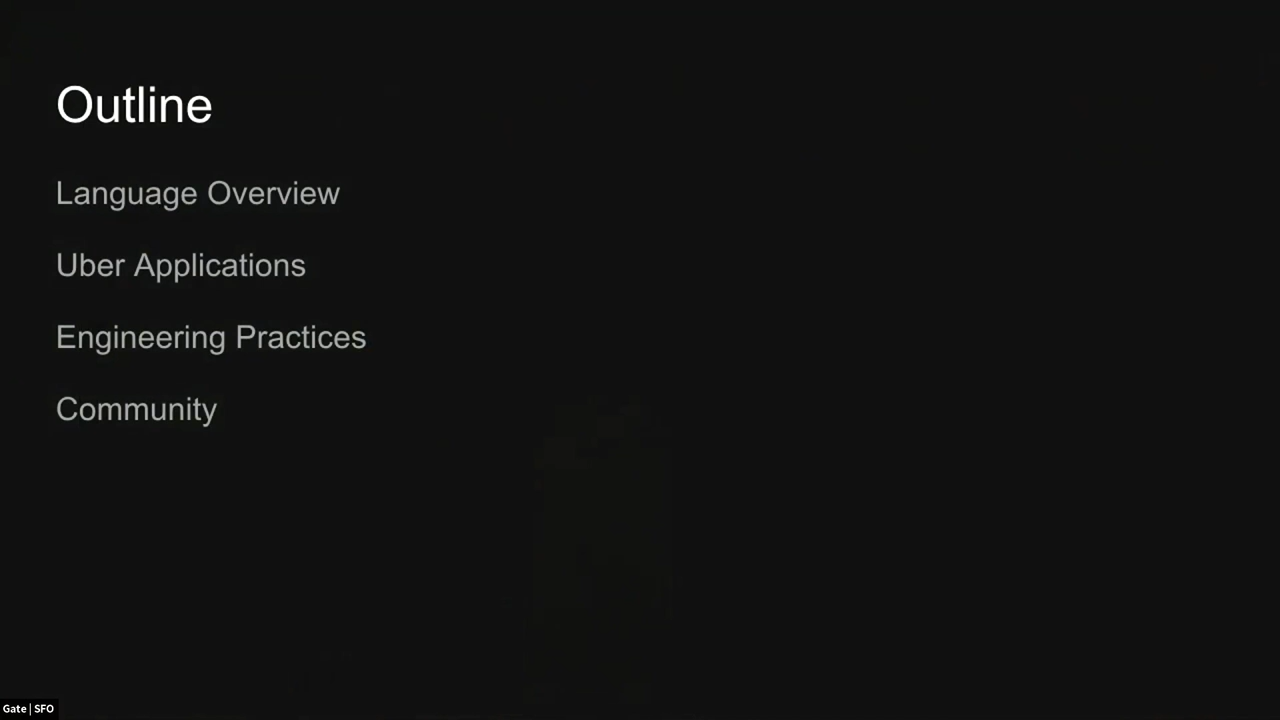 Outline
Language Overview
Uber Applications
Engineering Practices
Community
Gate | SFO